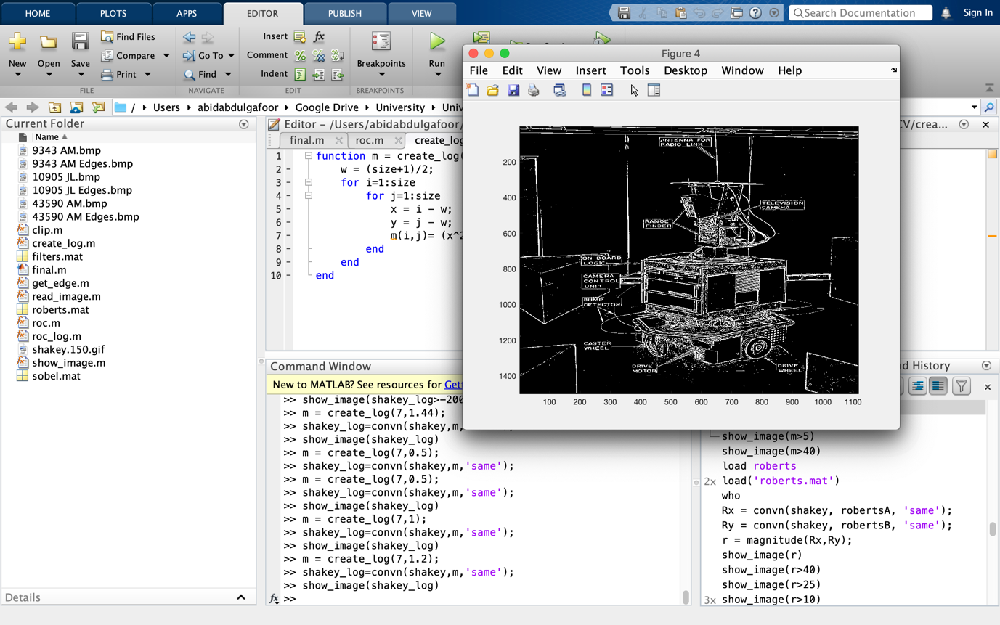 HOME PLOTS APPS EDITOR PUBLISH VIEW Search Documentation Sign In
New Open Save Find Files Compare Print
Go To Find
Insert fx
Comment
Indent
Breakpoints
Run
FILE NAVIGATE EDIT BREAKPOINTS
/ Users abidabdulgafoor Google Drive University
Current Folder
Name
9343 AM.bmp
9343 AM Edges.bmp
10905 JL.bmp
10905 JL Edges.bmp
43590 AM.bmp
43590 AM Edges.bmp
clip.m
create_log.m
filters.mat
final.m
get_edge.m
read_image.m
roberts.mat
roc.m
roc_log.m
shakey.150.gif
show_image.m
sobel.mat
Details
Editor – /Users/abidabdulgafoor/
CV/crea...
final.m roc.m create_log
1 function m = create_log(
2 – w = (size+1)/2;
3 – for i=1:size
4 – for j=1:size
5 – x = i - w;
6 – y = j - w;
7 – m(i,j)= (x^2
8 – end
9 – end
10 – end
Figure 4
File Edit View Insert Tools Desktop Window Help
200
400
600
800
1000
1200
1400
100 200 300 400 500 600 700 800 900 1000 1100
ANTENNA FOR
RADIO LINK
TELEVISION
CAMERA
RANGE
FINDER
ON-BOARD
LOGIC
CAMERA
CONTROL
UNIT
BUMP
DETECTOR
CASTER
WHEEL
DRIVE
MOTOR
DRIVE
WHEEL
Command Window
New to MATLAB? See resources for
>> show_image(shakey_log>-200
>> m = create_log(7,1.44);
>> shakey_log=convn(shakey,m,
>> show_image(shakey_log)
>> m = create_log(7,0.5);
>> shakey_log=convn(shakey,m,'same');
>> m = create_log(7,0.5);
>> shakey_log=convn(shakey,m,'same');
>> show_image(shakey_log)
>> m = create_log(7,1);
>> shakey_log=convn(shakey,m,'same');
>> show_image(shakey_log)
>> m = create_log(7,1.2);
>> shakey_log=convn(shakey,m,'same');
>> show_image(shakey_log)
fx >>
d History
show_image(m>5)
show_image(m>40)
load roberts
2x load('roberts.mat')
who
Rx = convn(shakey, robertsA, 'same');
Ry = convn(shakey, robertsB, 'same');
r = magnitude(Rx,Ry);
show_image(r)
show_image(r>40)
show_image(r>25)
3x show_image(r>10)